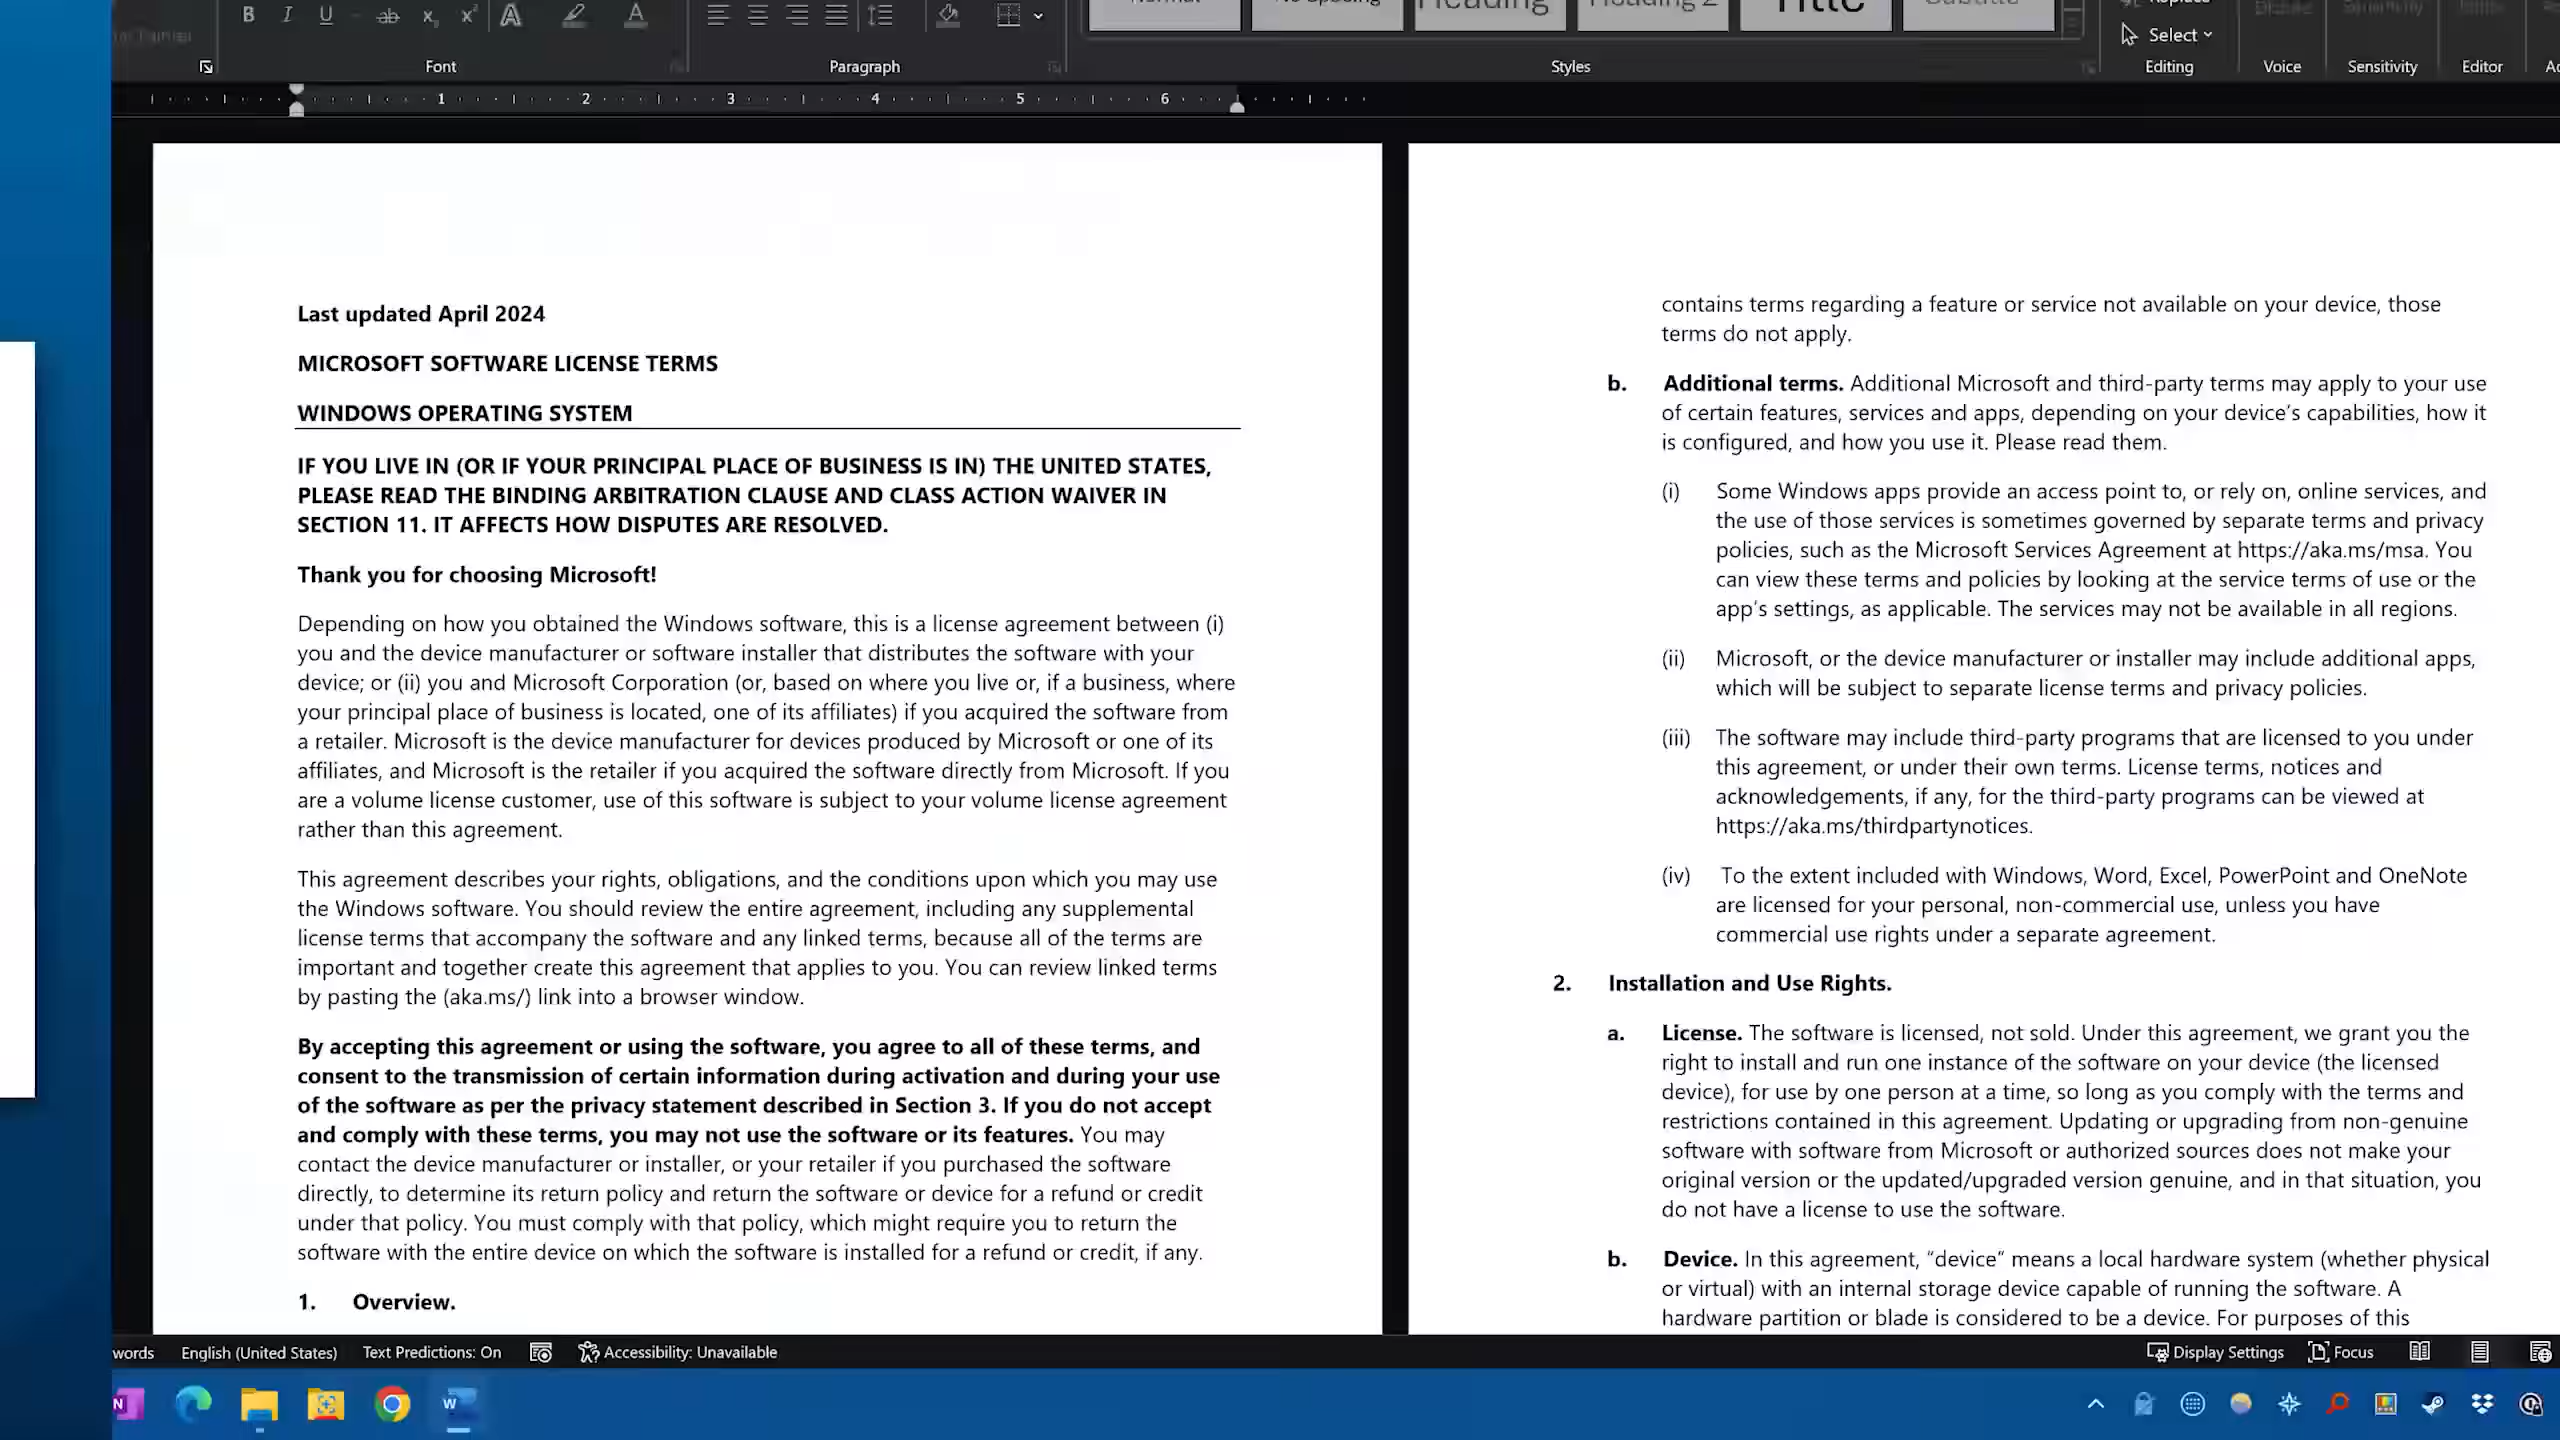 B I U ab x x A A
Font
Paragraph
Styles
Select
Editing
Voice
Sensitivity
Editor
1 2 3 4 5 6
Last updated April 2024
MICROSOFT SOFTWARE LICENSE TERMS
WINDOWS OPERATING SYSTEM
IF YOU LIVE IN (OR IF YOUR PRINCIPAL PLACE OF BUSINESS IS IN) THE UNITED STATES,
PLEASE READ THE BINDING ARBITRATION CLAUSE AND CLASS ACTION WAIVER IN
SECTION 11. IT AFFECTS HOW DISPUTES ARE RESOLVED.
Thank you for choosing Microsoft!
Depending on how you obtained the Windows software, this is a license agreement between (i)
you and the device manufacturer or software installer that distributes the software with your
device; or (ii) you and Microsoft Corporation (or, based on where you live or, if a business, where
your principal place of business is located, one of its affiliates) if you acquired the software from
a retailer. Microsoft is the device manufacturer for devices produced by Microsoft or one of its
affiliates, and Microsoft is the retailer if you acquired the software directly from Microsoft. If you
are a volume license customer, use of this software is subject to your volume license agreement
rather than this agreement.
This agreement describes your rights, obligations, and the conditions upon which you may use
the Windows software. You should review the entire agreement, including any supplemental
license terms that accompany the software and any linked terms, because all of the terms are
important and together create this agreement that applies to you. You can review linked terms
by pasting the (aka.ms/) link into a browser window.
By accepting this agreement or using the software, you agree to all of these terms, and
consent to the transmission of certain information during activation and during your use
of the software as per the privacy statement described in Section 3. If you do not accept
and comply with these terms, you may not use the software or its features. You may
contact the device manufacturer or installer, or your retailer if you purchased the software
directly, to determine its return policy and return the software or device for a refund or credit
under that policy. You must comply with that policy, which might require you to return the
software with the entire device on which the software is installed for a refund or credit, if any.
1. Overview.
contains terms regarding a feature or service not available on your device, those
terms do not apply.
b. Additional terms. Additional Microsoft and third-party terms may apply to your use
of certain features, services and apps, depending on your device’s capabilities, how it
is configured, and how you use it. Please read them.
(i) Some Windows apps provide an access point to, or rely on, online services, and
the use of those services is sometimes governed by separate terms and privacy
policies, such as the Microsoft Services Agreement at https://aka.ms/msa. You
can view these terms and policies by looking at the service terms of use or the
app’s settings, as applicable. The services may not be available in all regions.
(ii) Microsoft, or the device manufacturer or installer may include additional apps,
which will be subject to separate license terms and privacy policies.
(iii) The software may include third-party programs that are licensed to you under
this agreement, or under their own terms. License terms, notices and
acknowledgements, if any, for the third-party programs can be viewed at
https://aka.ms/thirdpartynotices.
(iv) To the extent included with Windows, Word, Excel, PowerPoint and OneNote
are licensed for your personal, non-commercial use, unless you have
commercial use rights under a separate agreement.
2. Installation and Use Rights.
a. License. The software is licensed, not sold. Under this agreement, we grant you the
right to install and run one instance of the software on your device (the licensed
device), for use by one person at a time, so long as you comply with the terms and
restrictions contained in this agreement. Updating or upgrading from non-genuine
software with software from Microsoft or authorized sources does not make your
original version or the updated/upgraded version genuine, and in that situation, you
do not have a license to use the software.
b. Device. In this agreement, “device” means a local hardware system (whether physical
or virtual) with an internal storage device capable of running the software. A
hardware partition or blade is considered to be a device. For purposes of this
words English (United States) Text Predictions: On Accessibility: Unavailable
Display Settings Focus